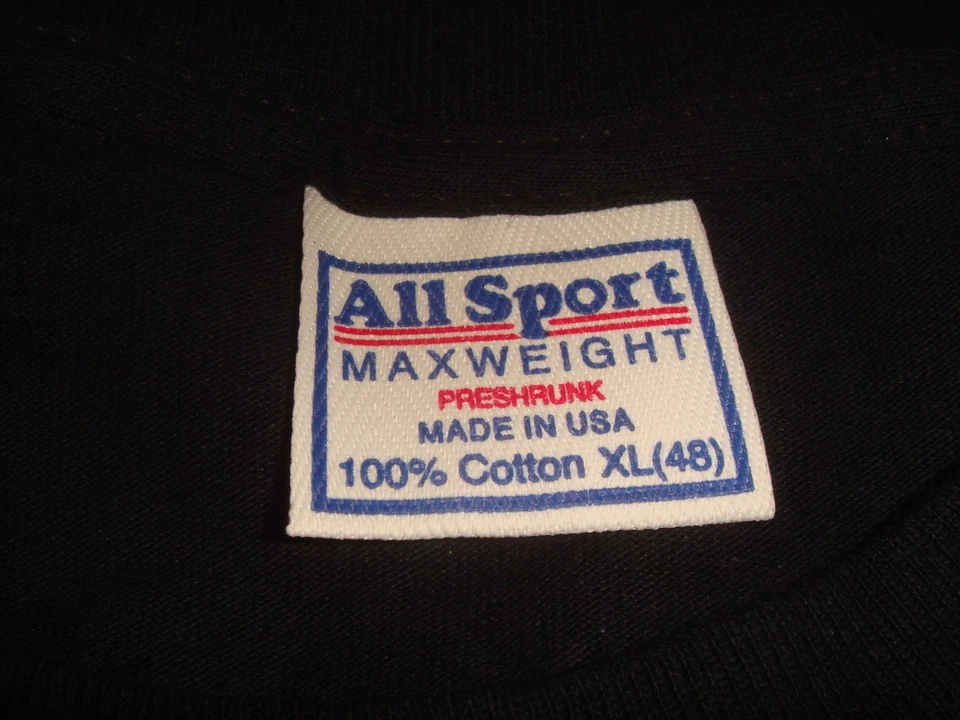 All Sport
MAXWEIGHT
PRESHRUNK
MADE IN USA
100% Cotton XL(48)